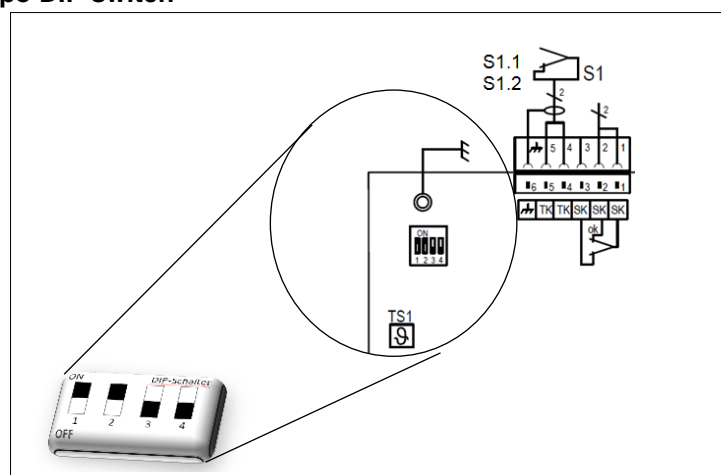 S1.1
S1.2
S1
2
2
5 4 3 2 1
6 5 4 3 2 1
TK TK SK SK SK
ok
ON
1 2 3 4
TS1
ϑ
ON DIP-Schalter
1 2 3 4
OFF